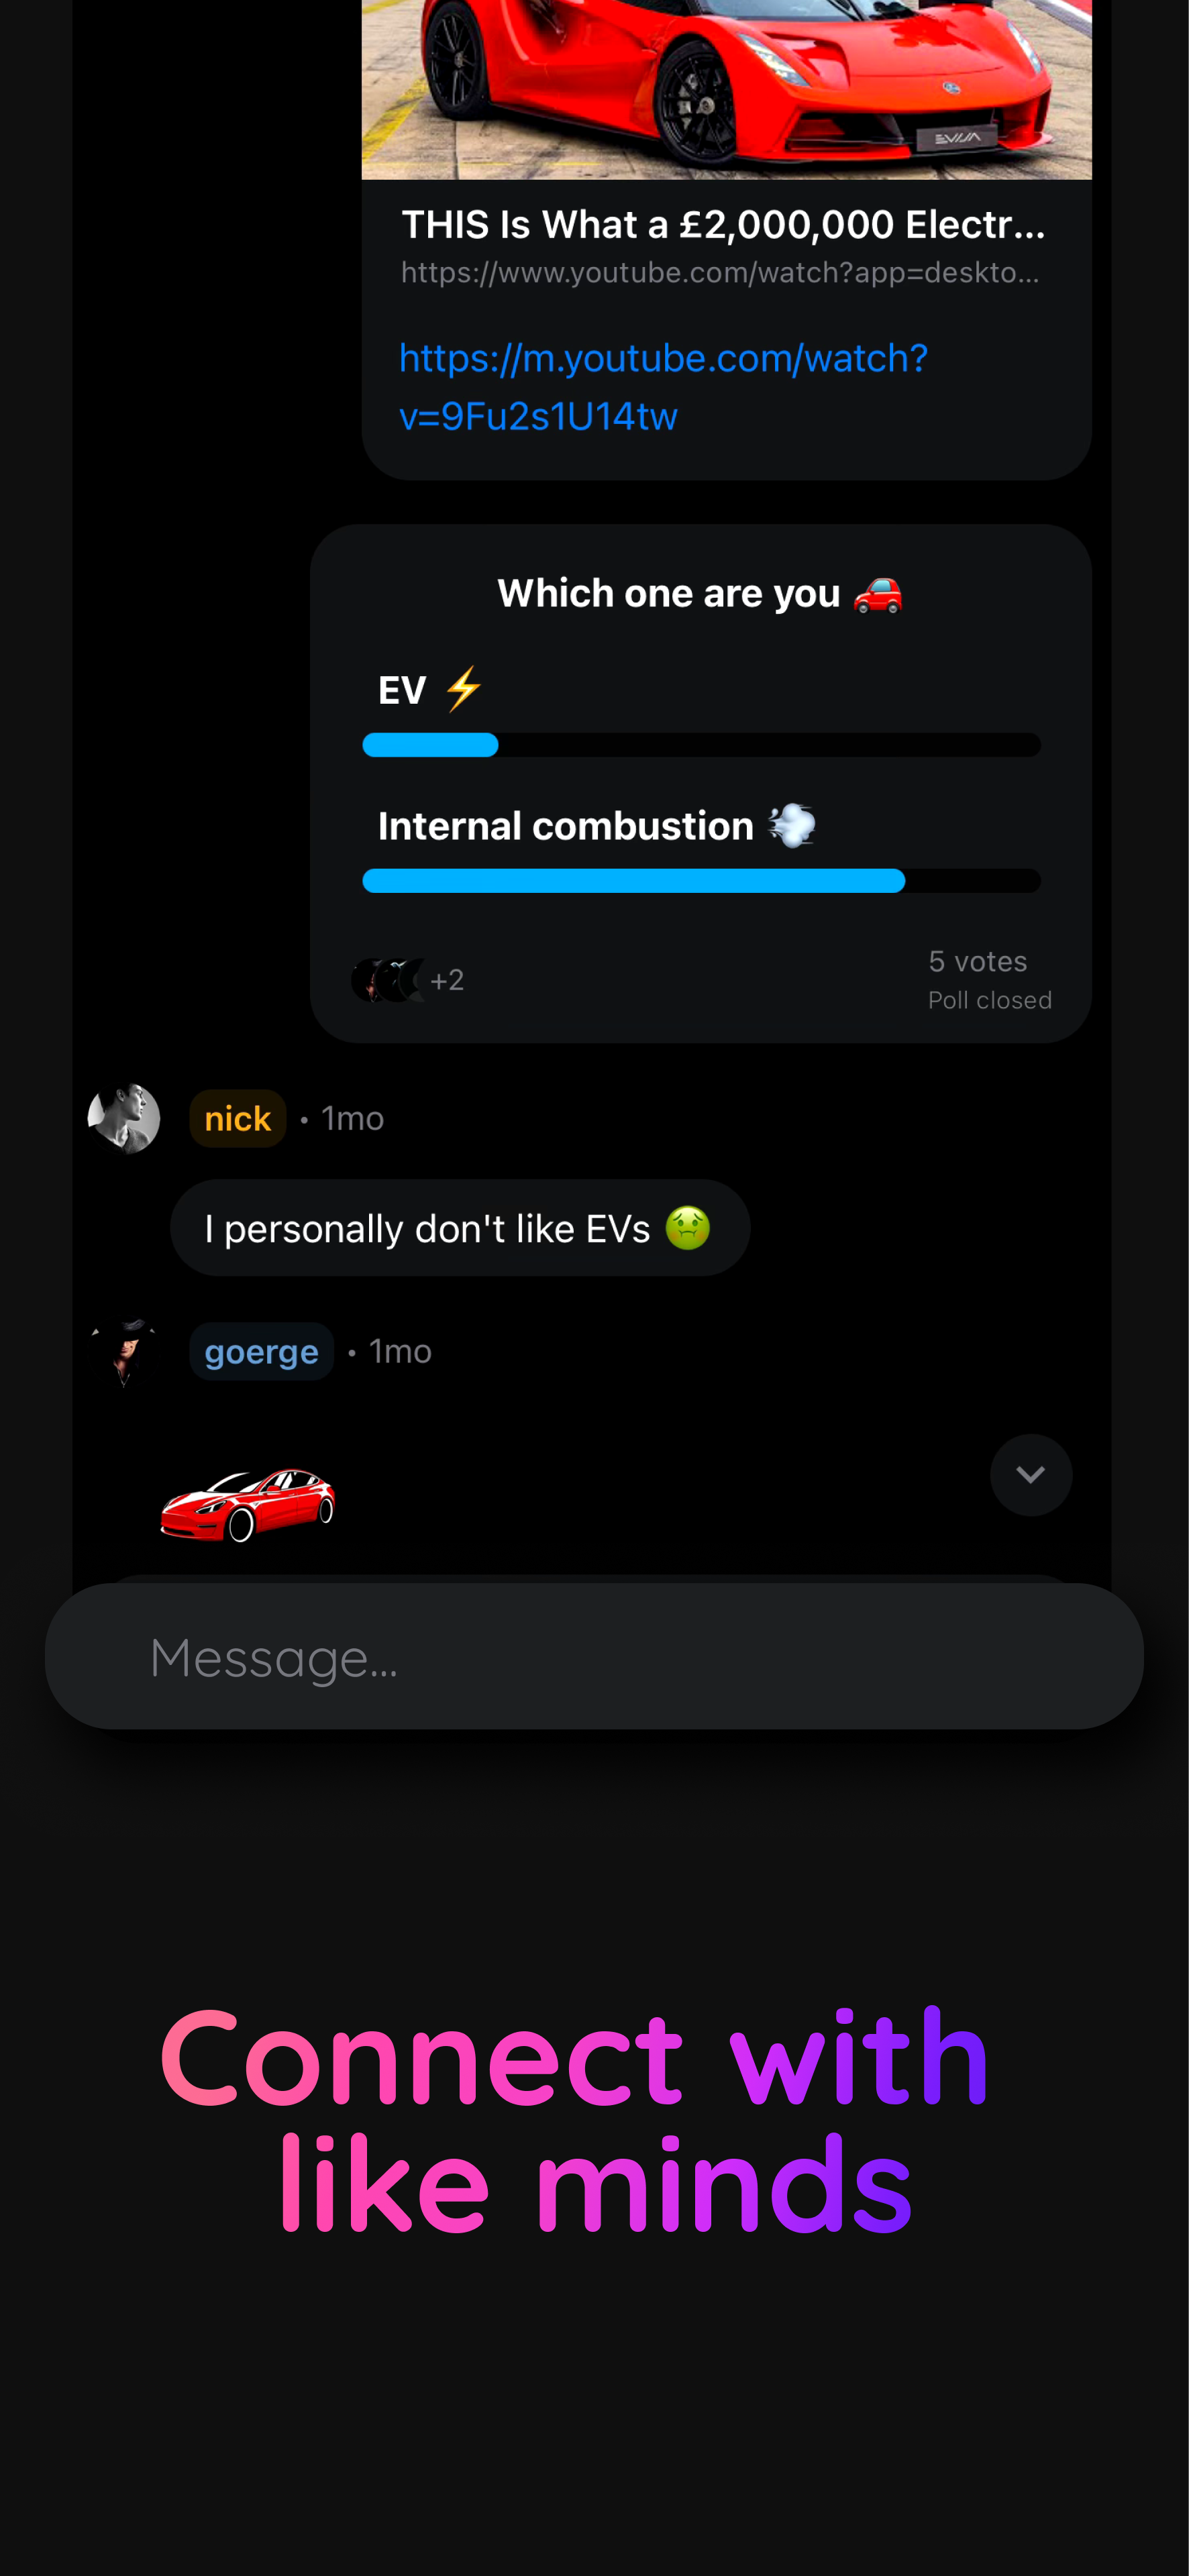 EVIJA
THIS Is What a £2,000,000 Electr...
https://www.youtube.com/watch?app=deskto...
https://m.youtube.com/watch?
v=9Fu2s1U14tw
Which one are you 🚗
EV ⚡
Internal combustion 💨
+2
5 votes
Poll closed
nick • 1mo
I personally don't like EVs 🤢
goerge • 1mo
Message...
Connect with
like minds